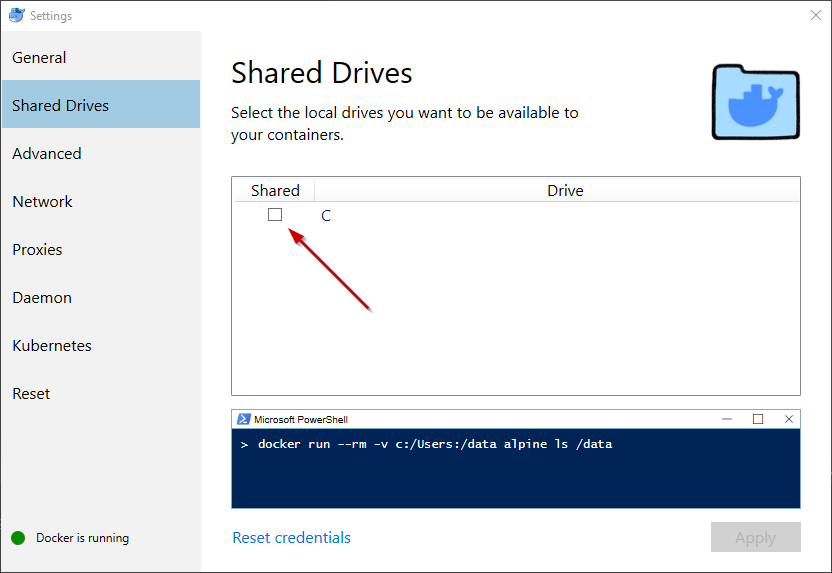 Settings
General
Shared Drives
Advanced
Network
Proxies
Daemon
Kubernetes
Reset
Docker is running
Shared Drives
Select the local drives you want to be available to
your containers.
Shared Drive
C
Microsoft PowerShell
> docker run --rm -v c:/Users:/data alpine ls /data
Reset credentials
Apply